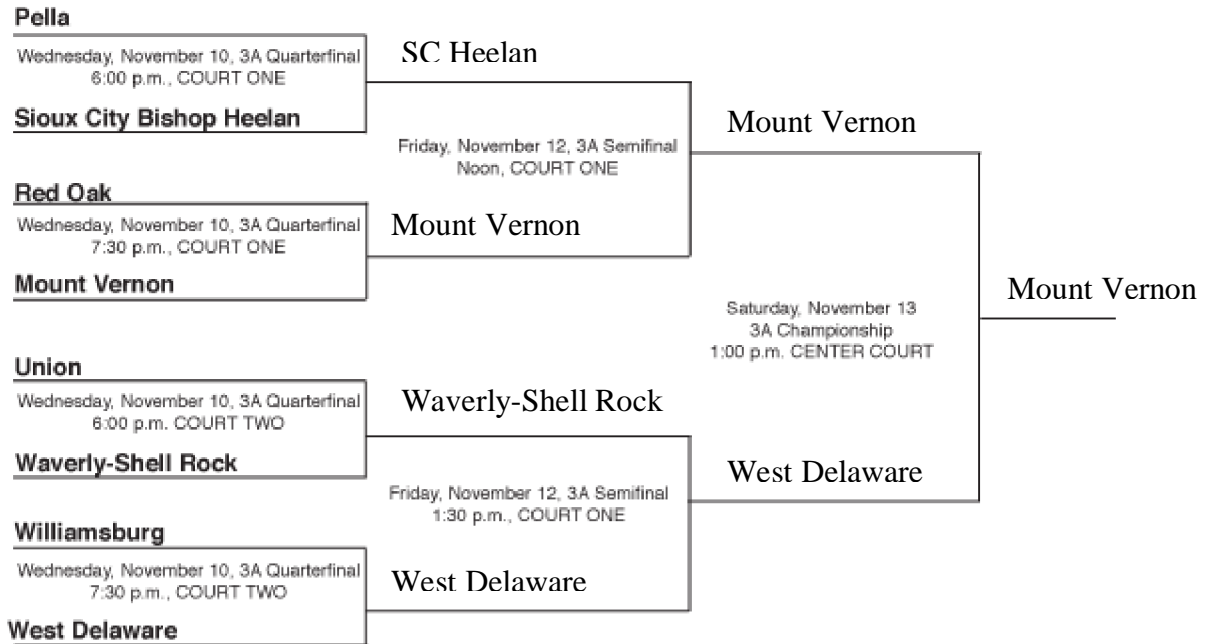 Pella
Wednesday, November 10, 3A Quarterfinal
6:00 p.m., COURT ONE
Sioux City Bishop Heelan
SC Heelan
Friday, November 12, 3A Semifinal
Noon, COURT ONE
Red Oak
Wednesday, November 10, 3A Quarterfinal
7:30 p.m., COURT ONE
Mount Vernon
Mount Vernon
Mount Vernon
Saturday, November 13
3A Championship
1:00 p.m. CENTER COURT
Mount Vernon
Union
Wednesday, November 10, 3A Quarterfinal
6:00 p.m. COURT TWO
Waverly-Shell Rock
Waverly-Shell Rock
Friday, November 12, 3A Semifinal
1:30 p.m., COURT ONE
Williamsburg
Wednesday, November 10, 3A Quarterfinal
7:30 p.m., COURT TWO
West Delaware
West Delaware
West Delaware